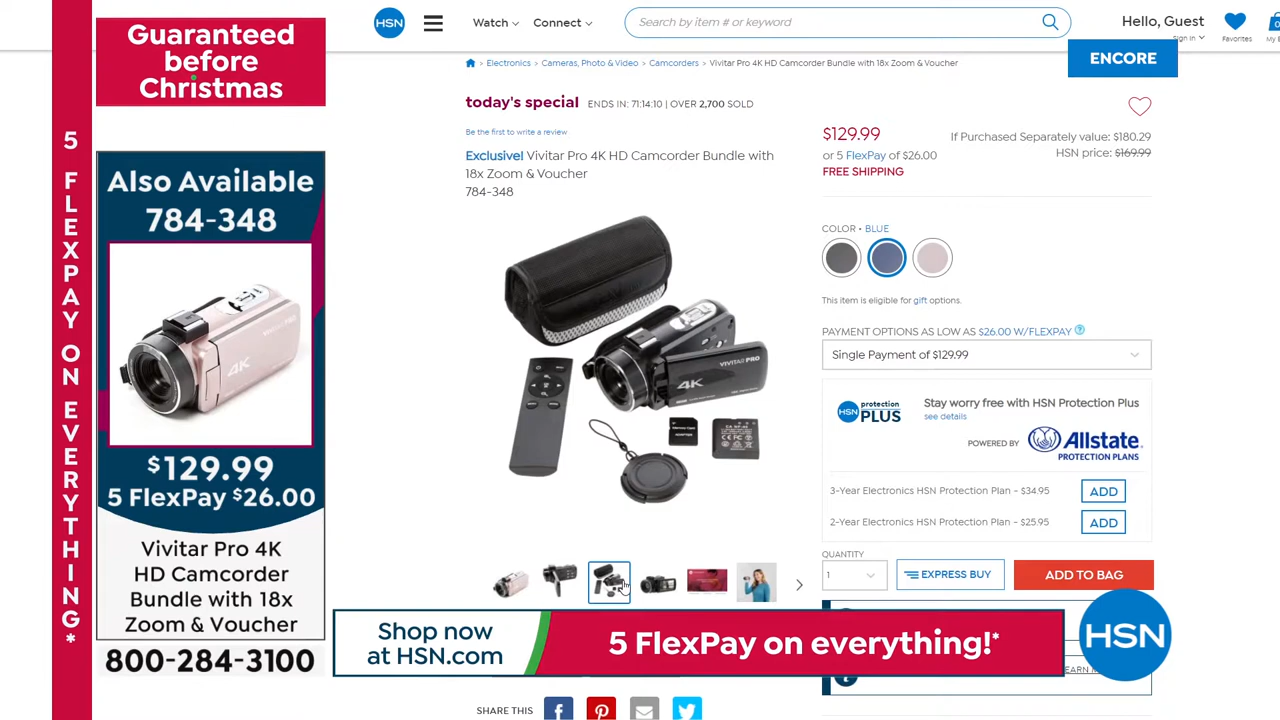 Guaranteed
before
Christmas
5
FLEXPAY ON EVERYTHING*
Also Available
784-348
$129.99
5 FlexPay $26.00
Vivitar Pro 4K
HD Camcorder
Bundle with 18x
Zoom & Voucher
800-284-3100
HSN
Watch
Connect
Search by item # or keyword
Hello, Guest
Sign In
Favorites
ENCORE
Electronics > Cameras, Photo & Video > Camcorders > Vivitar Pro 4K HD Camcorder Bundle with 18x Zoom & Voucher
today's special ENDS IN: 71:14:10 | OVER 2,700 SOLD
Be the first to write a review
Exclusive! Vivitar Pro 4K HD Camcorder Bundle with
18x Zoom & Voucher
784-348
4K
VIVITAR PRO
$129.99
If Purchased Separately value: $180.29
or 5 FlexPay of $26.00
HSN price: $169.99
FREE SHIPPING
COLOR • BLUE
This item is eligible for gift options.
PAYMENT OPTIONS AS LOW AS $26.00 W/FLEXPAY
Single Payment of $129.99
HSN protection PLUS
Stay worry free with HSN Protection Plus
see details
POWERED BY Allstate
PROTECTION PLANS
3-Year Electronics HSN Protection Plan - $34.95
ADD
2-Year Electronics HSN Protection Plan - $25.95
ADD
QUANTITY
1
EXPRESS BUY
ADD TO BAG
Shop now
at HSN.com
5 FlexPay on everything!*
HSN
SHARE THIS